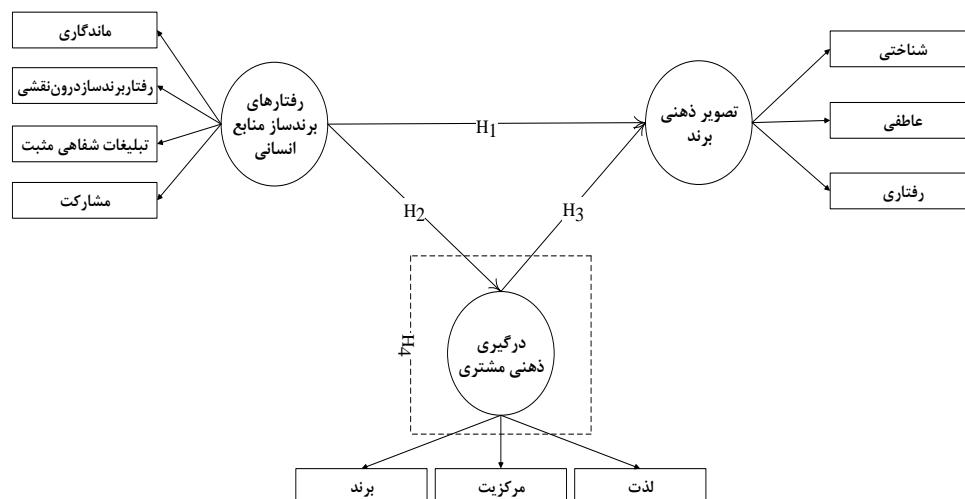 ماندگاری
رفتاربرندسازدرون‌نقشی
تبلیغات شفاهی مثبت
مشارکت
رفتارهای
برندساز منابع
انسانی
H1
H2
H3
تصویر ذهنی
برند
شناختی
عاطفی
رفتاری
H4
درگیری
ذهنی مشتری
برند
مرکزیت
لذت